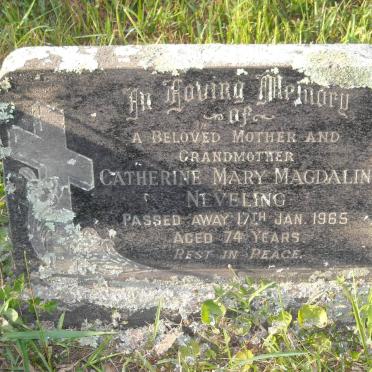 In Loving Memory
OF
A BELOVED MOTHER AND
GRANDMOTHER
CATHERINE MARY MAGDALIN
NEVELING
PASSED AWAY 17TH JAN. 1965
AGED 74 YEARS
REST IN PEACE.